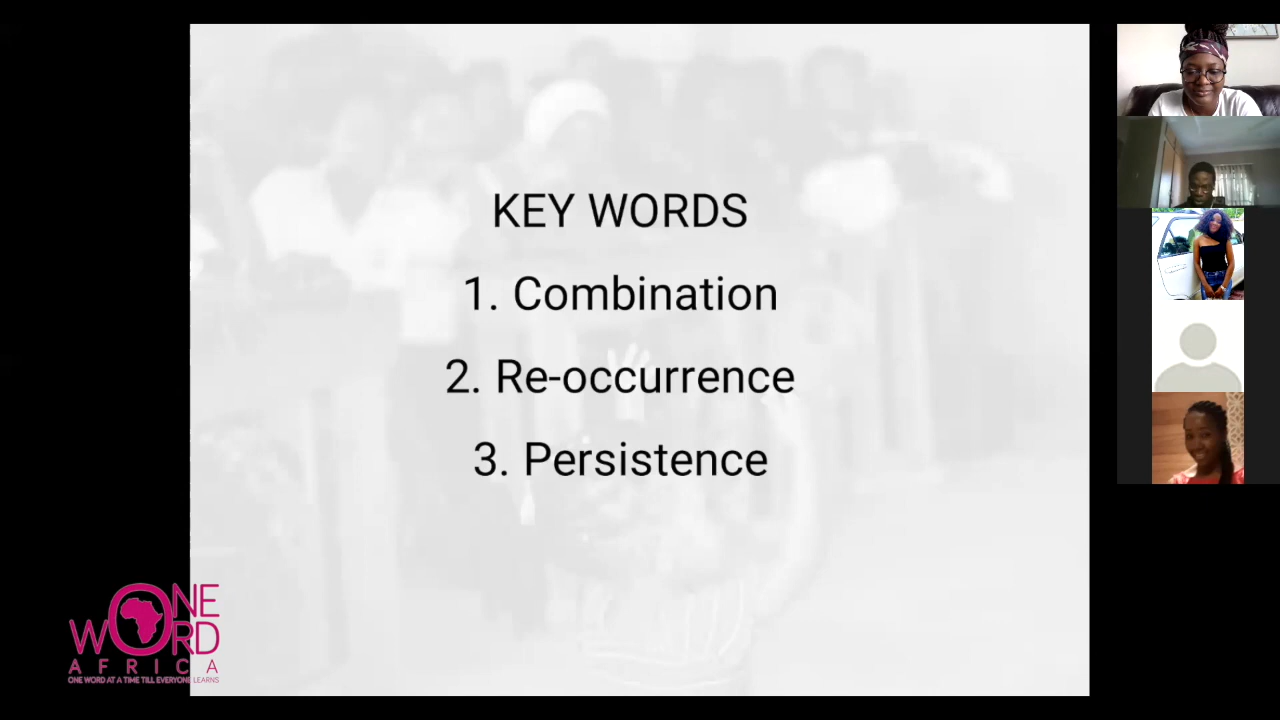 KEY WORDS
1. Combination
2. Re-occurrence
3. Persistence
ONE
WORD
AFRICA
ONE WORD AT A TIME TILL EVERYONE LEARNS